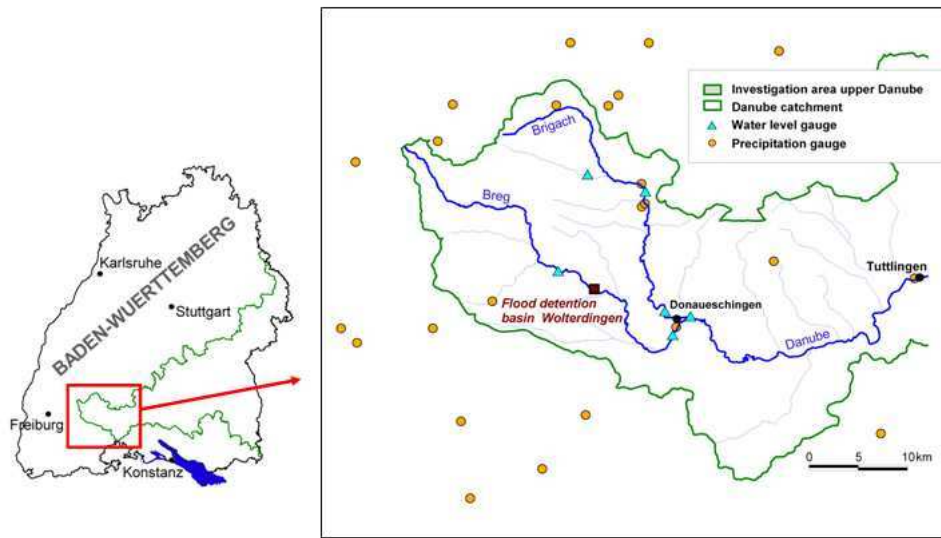 BADEN-WUERTTEMBERG
Karlsruhe
Stuttgart
Freiburg
Konstanz
Investigation area upper Danube
Danube catchment
Water level gauge
Precipitation gauge
Brigach
Breg
Tuttlingen
Flood detention
basin Wolterdingen
Donaueschingen
Danube
0 5 10km